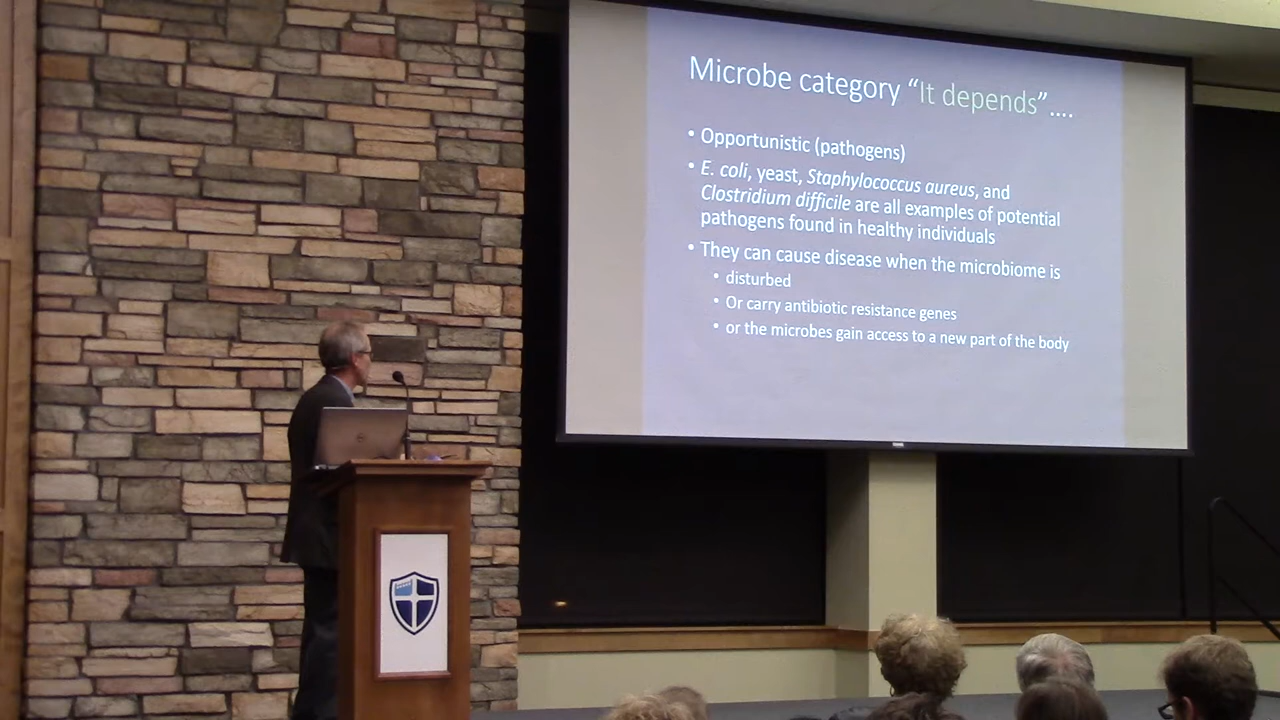 Microbe category “It depends”....
• Opportunistic (pathogens)
• E. coli, yeast, Staphylococcus aureus, and
Clostridium difficile are all examples of potential
pathogens found in healthy individuals
• They can cause disease when the microbiome is
• disturbed
• Or carry antibiotic resistance genes
• or the microbes gain access to a new part of the body